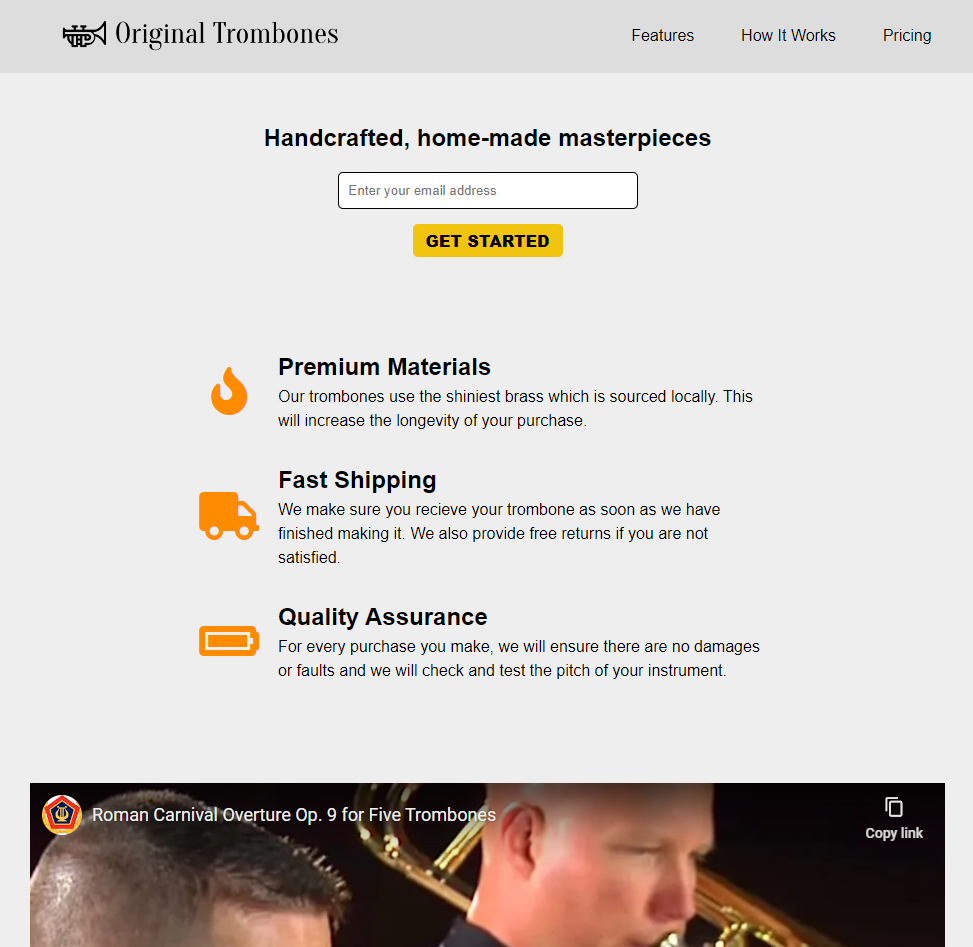 Original Trombones
Features
How It Works
Pricing
Handcrafted, home-made masterpieces
Enter your email address
GET STARTED
Premium Materials
Our trombones use the shiniest brass which is sourced locally. This
will increase the longevity of your purchase.
Fast Shipping
We make sure you recieve your trombone as soon as we have
finished making it. We also provide free returns if you are not
satisfied.
Quality Assurance
For every purchase you make, we will ensure there are no damages
or faults and we will check and test the pitch of your instrument.
Roman Carnival Overture Op. 9 for Five Trombones
Copy link